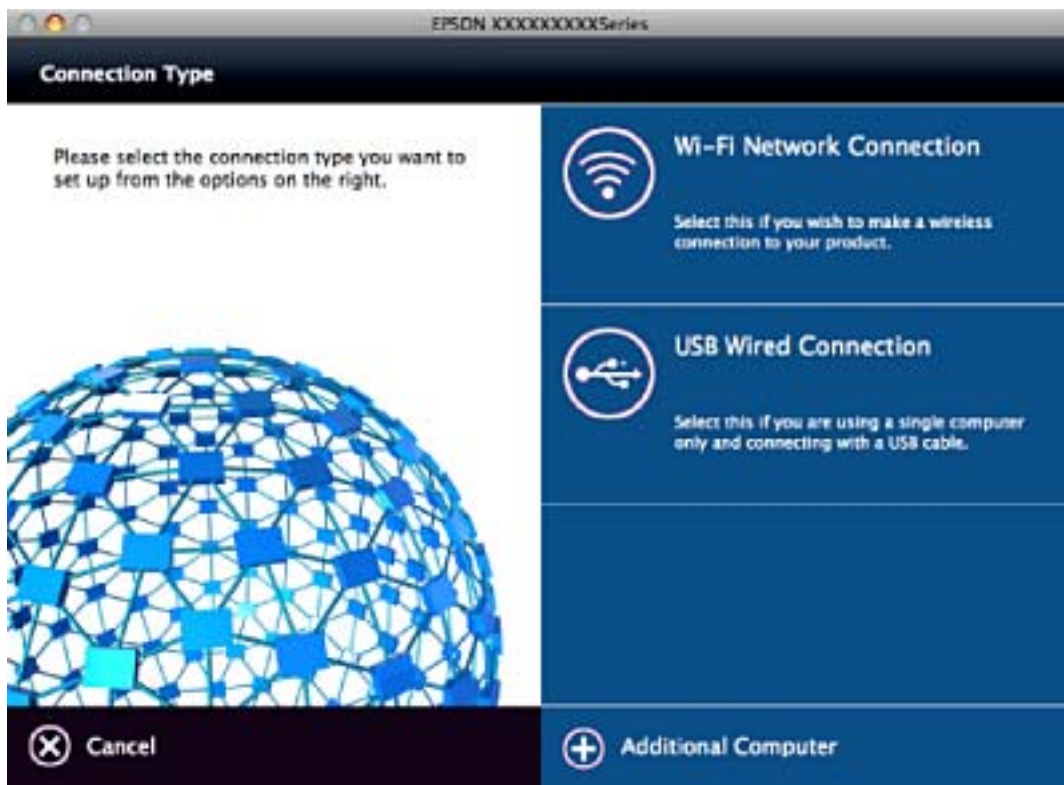 EPSON XXXXXXXXXSeries
Connection Type
Please select the connection type you want to
set up from the options on the right.
Wi-Fi Network Connection
Select this if you wish to make a wireless
connection to your product.
USB Wired Connection
Select this if you are using a single computer
only and connecting with a USB cable.
Cancel
Additional Computer